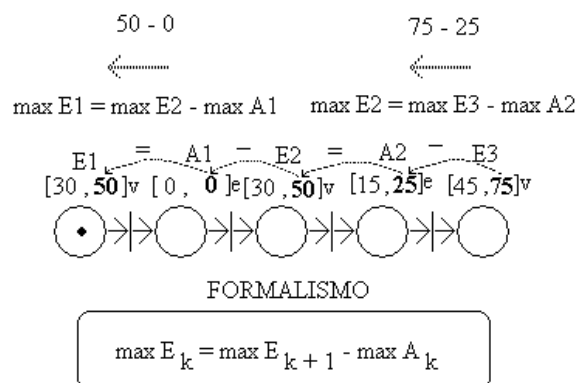 50 - 0 75 - 25
max E1 = max E2 - max A1 max E2 = max E3 - max A2
E1 = A1 − E2 = A2 − E3
[30 ,50]v [ 0 , 0 ]e [30 ,50]v [15,25]e [45,75]v
FORMALISMO
max E k = max E k + 1 - max A k